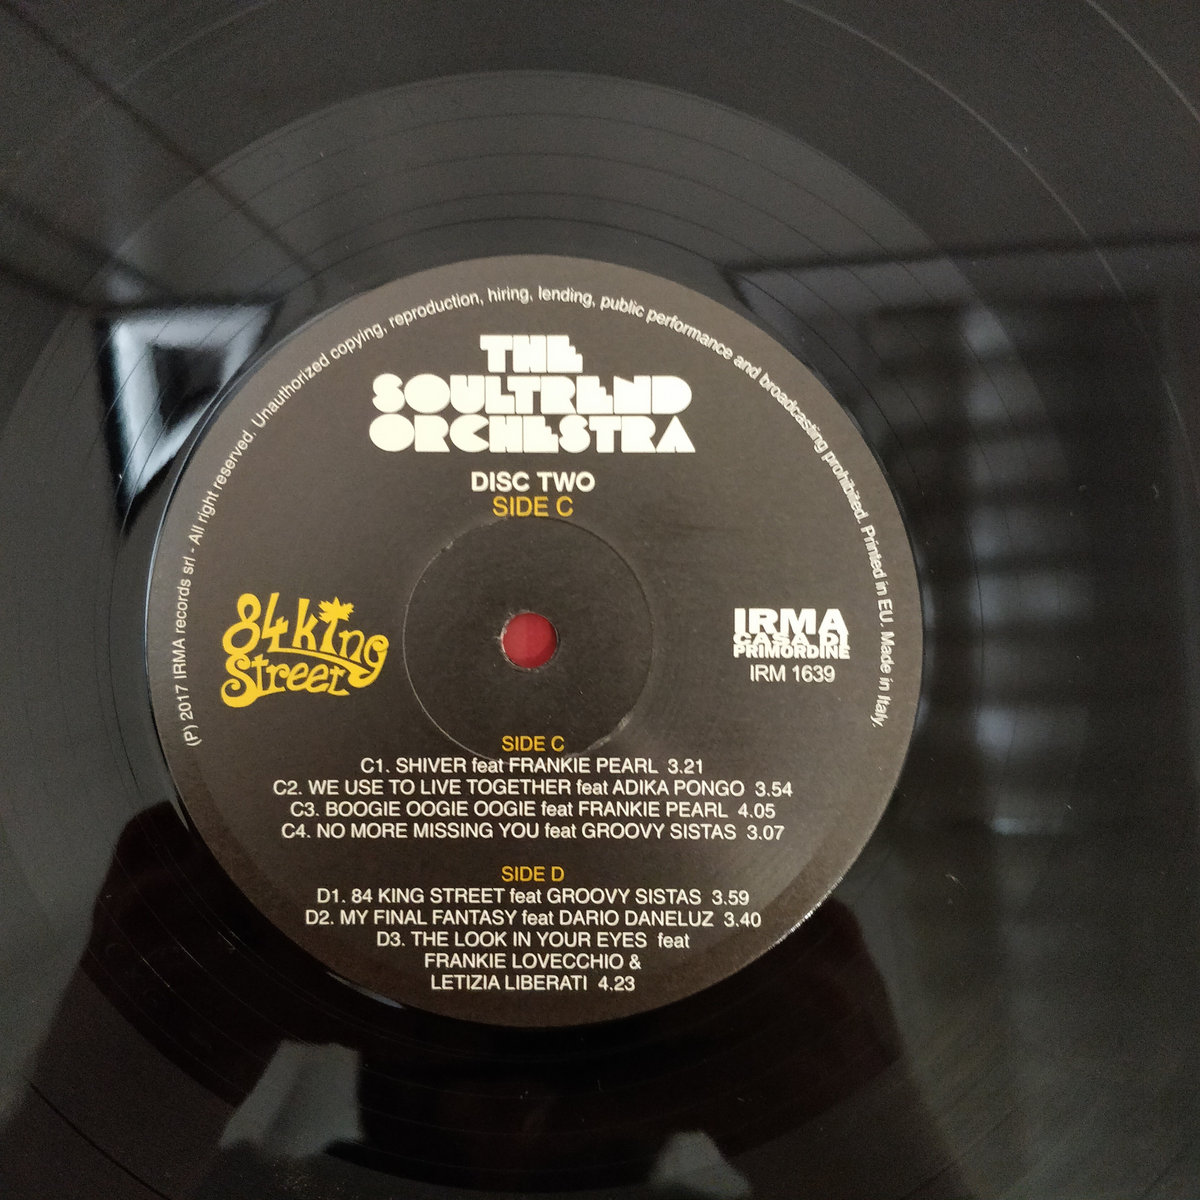 (P) 2017 IRMA records srl - All right reserved. Unauthorized copying, reproduction, hiring, lending, public performance and broadcasting prohibited. Printed in EU. Made in Italy.
THE
SOULTREND
ORCHESTRA
DISC TWO
SIDE C
84 king
Street
IRMA
CASA DI
PRIMORDINE
IRM 1639
SIDE C
C1. SHIVER feat FRANKIE PEARL 3.21
C2. WE USE TO LIVE TOGETHER feat ADIKA PONGO 3.54
C3. BOOGIE OOGIE OOGIE feat FRANKIE PEARL 4.05
C4. NO MORE MISSING YOU feat GROOVY SISTAS 3.07
SIDE D
D1. 84 KING STREET feat GROOVY SISTAS 3.59
D2. MY FINAL FANTASY feat DARIO DANELUZ 3.40
D3. THE LOOK IN YOUR EYES feat
FRANKIE LOVECCHIO &
LETIZIA LIBERATI 4.23